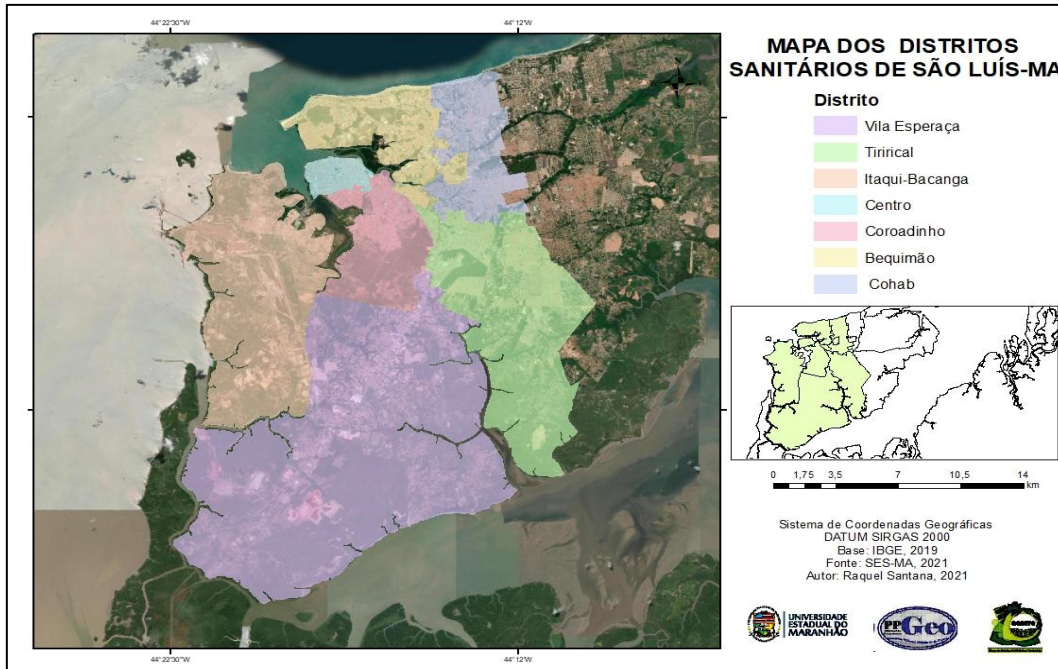 44° 22'30"W
44° 12'W
MAPA DOS DISTRITOS
SANITÁRIOS DE SÃO LUÍS-MA
Distrito
Vila Esperaça
Tirirical
Itaqui-Bacanga
Centro
Coroadinho
Bequimão
Cohab
0 1,75 3,5 7 10,5 14
km
Sistema de Coordenadas Geográficas
DATUM SIRGAS 2000
Base: IBGE, 2019
Fonte: SES-MA, 2021
Autor: Raquel Santana, 2021
UNIVERSIDADE
ESTADUAL DO
MARANHÃO
PP Geo
44° 22'30"W
44° 12'W